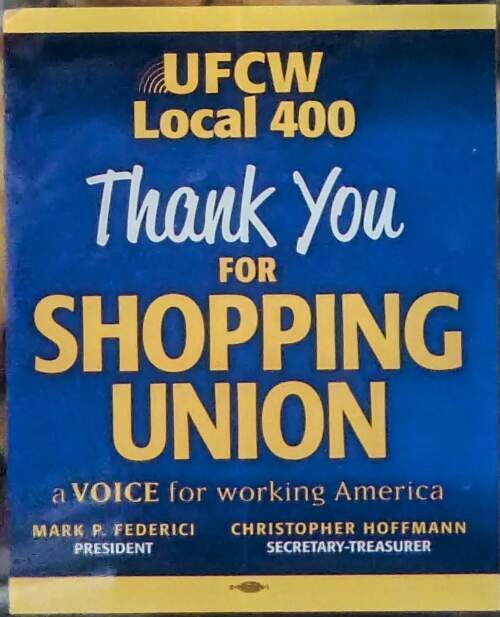 UFCW
Local 400
Thank You
FOR
SHOPPING
UNION
a VOICE for working America
MARK P. FEDERICI CHRISTOPHER HOFFMANN
PRESIDENT SECRETARY-TREASURER